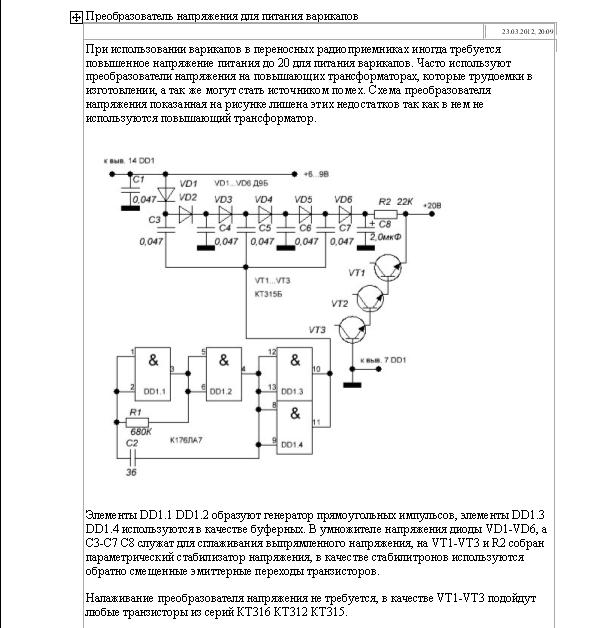 Преобразователь напряжения для питания варикапов
23.03.2012, 20:09
При использовании варикапов в переносных радиоприемниках иногда требуется
повышенное напряжение питания до 20 для питания варикапов. Часто используют
преобразователи напряжения на повышающих трансформаторах, которые трудоемки в
изготовлении, а так же могут стать источником помех. Схема преобразователя
напряжения показанная на рисунке лишена этих недостатков так как в нем не
используются повышающий трансформатор.
к выв. 14 DD1
+6...9В
C1
0,047
VD1
VD1...VD6 Д9Б
VD2
VD3
VD4
VD5
VD6
R2 22К
+20В
C3
0,047
C4
0,047
C5
0,047
C6
0,047
C7
0,047
+ C8
2,0мкФ
VT1
VT1...VT3
КТ315Б
VT2
VT3
к выв. 7 DD1
1
2
&
3
DD1.1
5
6
&
4
DD1.2
12
13
&
10
DD1.3
8
9
&
11
DD1.4
R1
680К
C2
36
К176ЛА7
Элементы DD1.1 DD1.2 образуют генератор прямоугольных импульсов, элементы DD1.3
DD1.4 используются в качестве буферных. В умножителе напряжения диоды VD1-VD6, а
С3-С7 С8 служат для сглаживания выпрямленного напряжения, на VT1-VT3 и R2 собран
параметрический стабилизатор напряжения, в качестве стабилитронов используются
обратно смещенные эмиттерные переходы транзисторов.
Налаживание преобразователя напряжения не требуется, в качестве VT1-VT3 подойдут
любые транзисторы из серий КТ316 КТ312 КТ315.